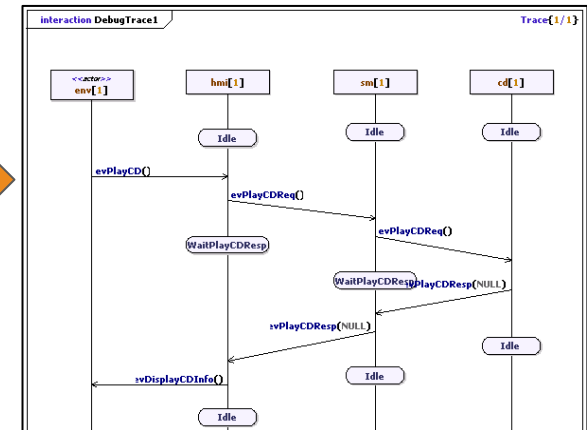 interaction DebugTrace1
Trace{1/1}
<<actor>>
env[1]
hmi[1]
sm[1]
cd[1]
Idle
Idle
Idle
evPlayCD()
evPlayCDReq()
evPlayCDReq()
WaitPlayCDResp
WaitPlayCDResp
evPlayCDResp(NULL)
evPlayCDResp(NULL)
Idle
Idle
evDisplayCDInfo()
Idle